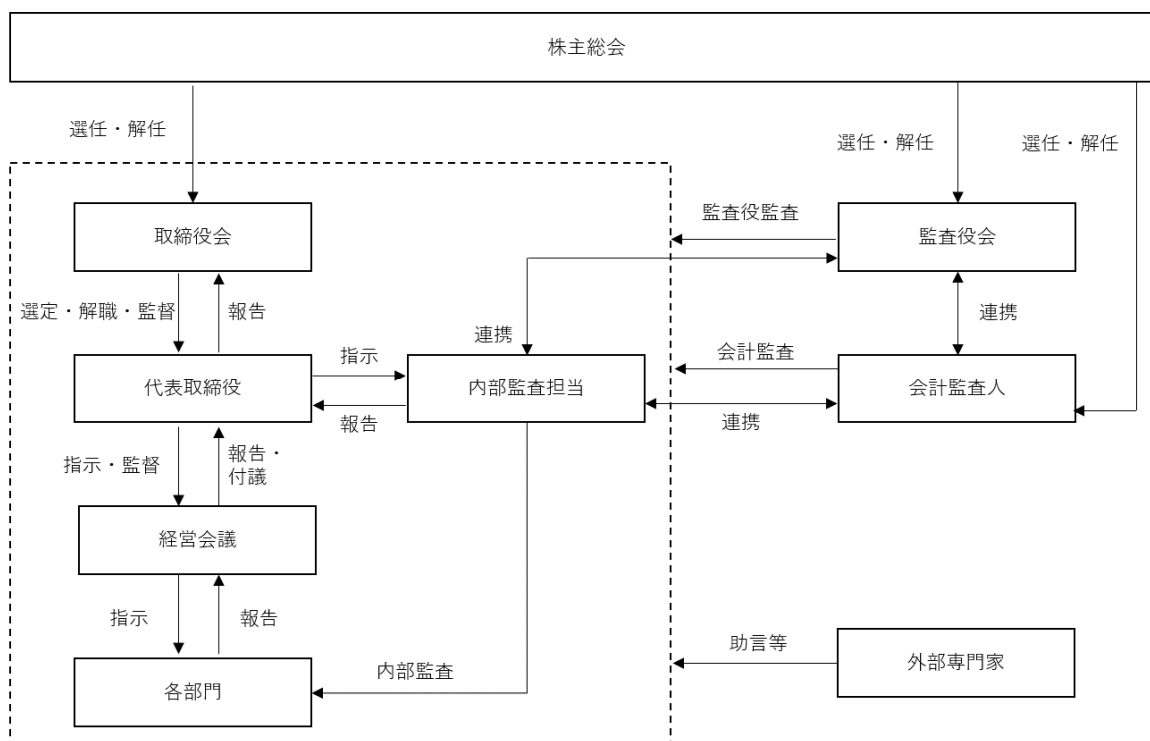 株主総会
選任・解任
選任・解任
選任・解任
取締役会
監査役監査
監査役会
選定・解職・監督
報告
連携
連携
代表取締役
指示
報告
内部監査担当
会計監査
連携
会計監査人
指示・監督
報告・
付議
経営会議
指示
報告
助言等
外部専門家
内部監査
各部門